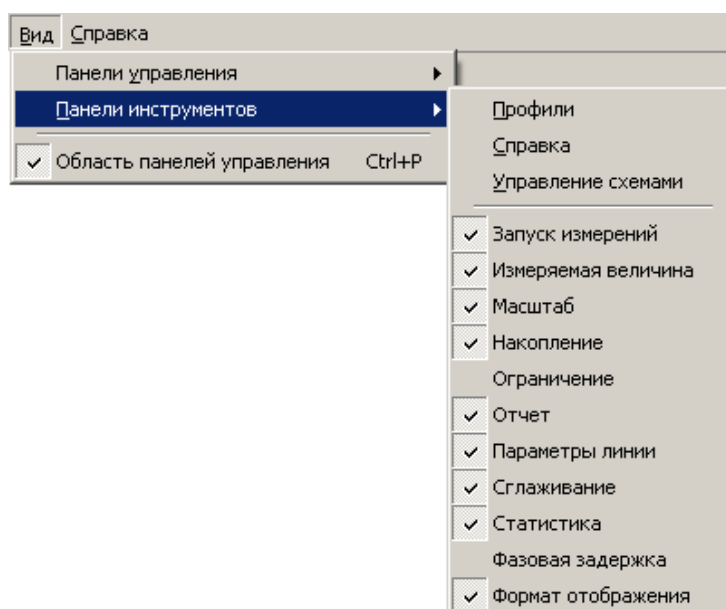 Вид Справка
Панели управления
Панели инструментов
Область панелей управления Ctrl+P
Профили
Справка
Управление схемами
Запуск измерений
Измеряемая величина
Масштаб
Накопление
Ограничение
Отчет
Параметры линии
Сглаживание
Статистика
Фазовая задержка
Формат отображения